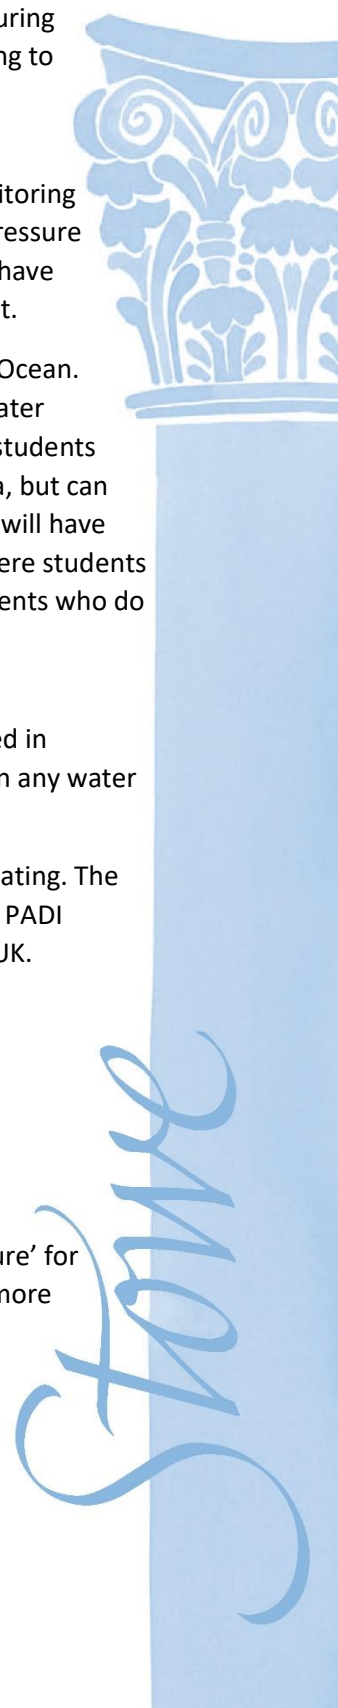 uring
ng to
itoring
ressure
have
t.
Ocean.
ater
students
a, but can
will have
ere students
ents who do
ed in
n any water
ating. The
PADI
UK.
ure’ for
more
Stowe